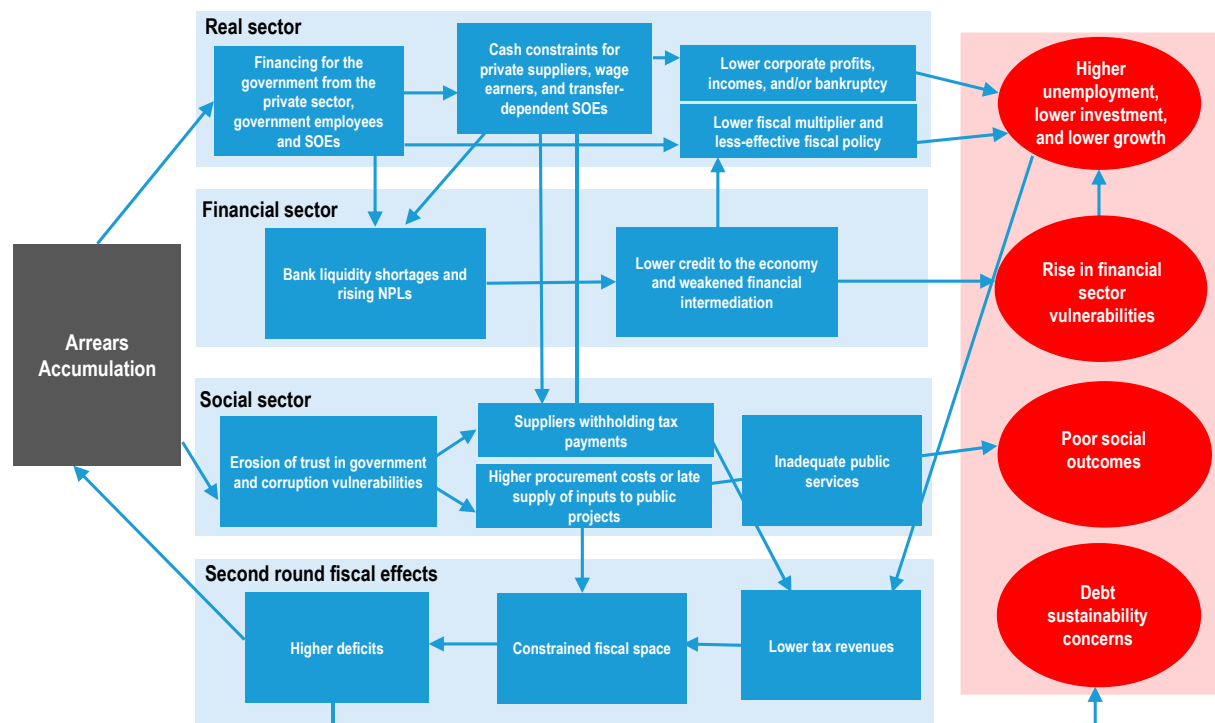 Real sector
Financing for the
government from the
private sector,
government employees
and SOEs
Cash constraints for
private suppliers, wage
earners, and transfer-
dependent SOEs
Lower corporate profits,
incomes, and/or bankruptcy
Lower fiscal multiplier and
less-effective fiscal policy
Higher
unemployment,
lower investment,
and lower growth
Financial sector
Bank liquidity shortages and
rising NPLs
Lower credit to the economy
and weakened financial
intermediation
Rise in financial
sector
vulnerabilities
Arrears
Accumulation
Social sector
Erosion of trust in government
and corruption vulnerabilities
Suppliers withholding tax
payments
Higher procurement costs or late
supply of inputs to public
projects
Inadequate public
services
Poor social
outcomes
Second round fiscal effects
Higher deficits
Constrained fiscal space
Lower tax revenues
Debt
sustainability
concerns